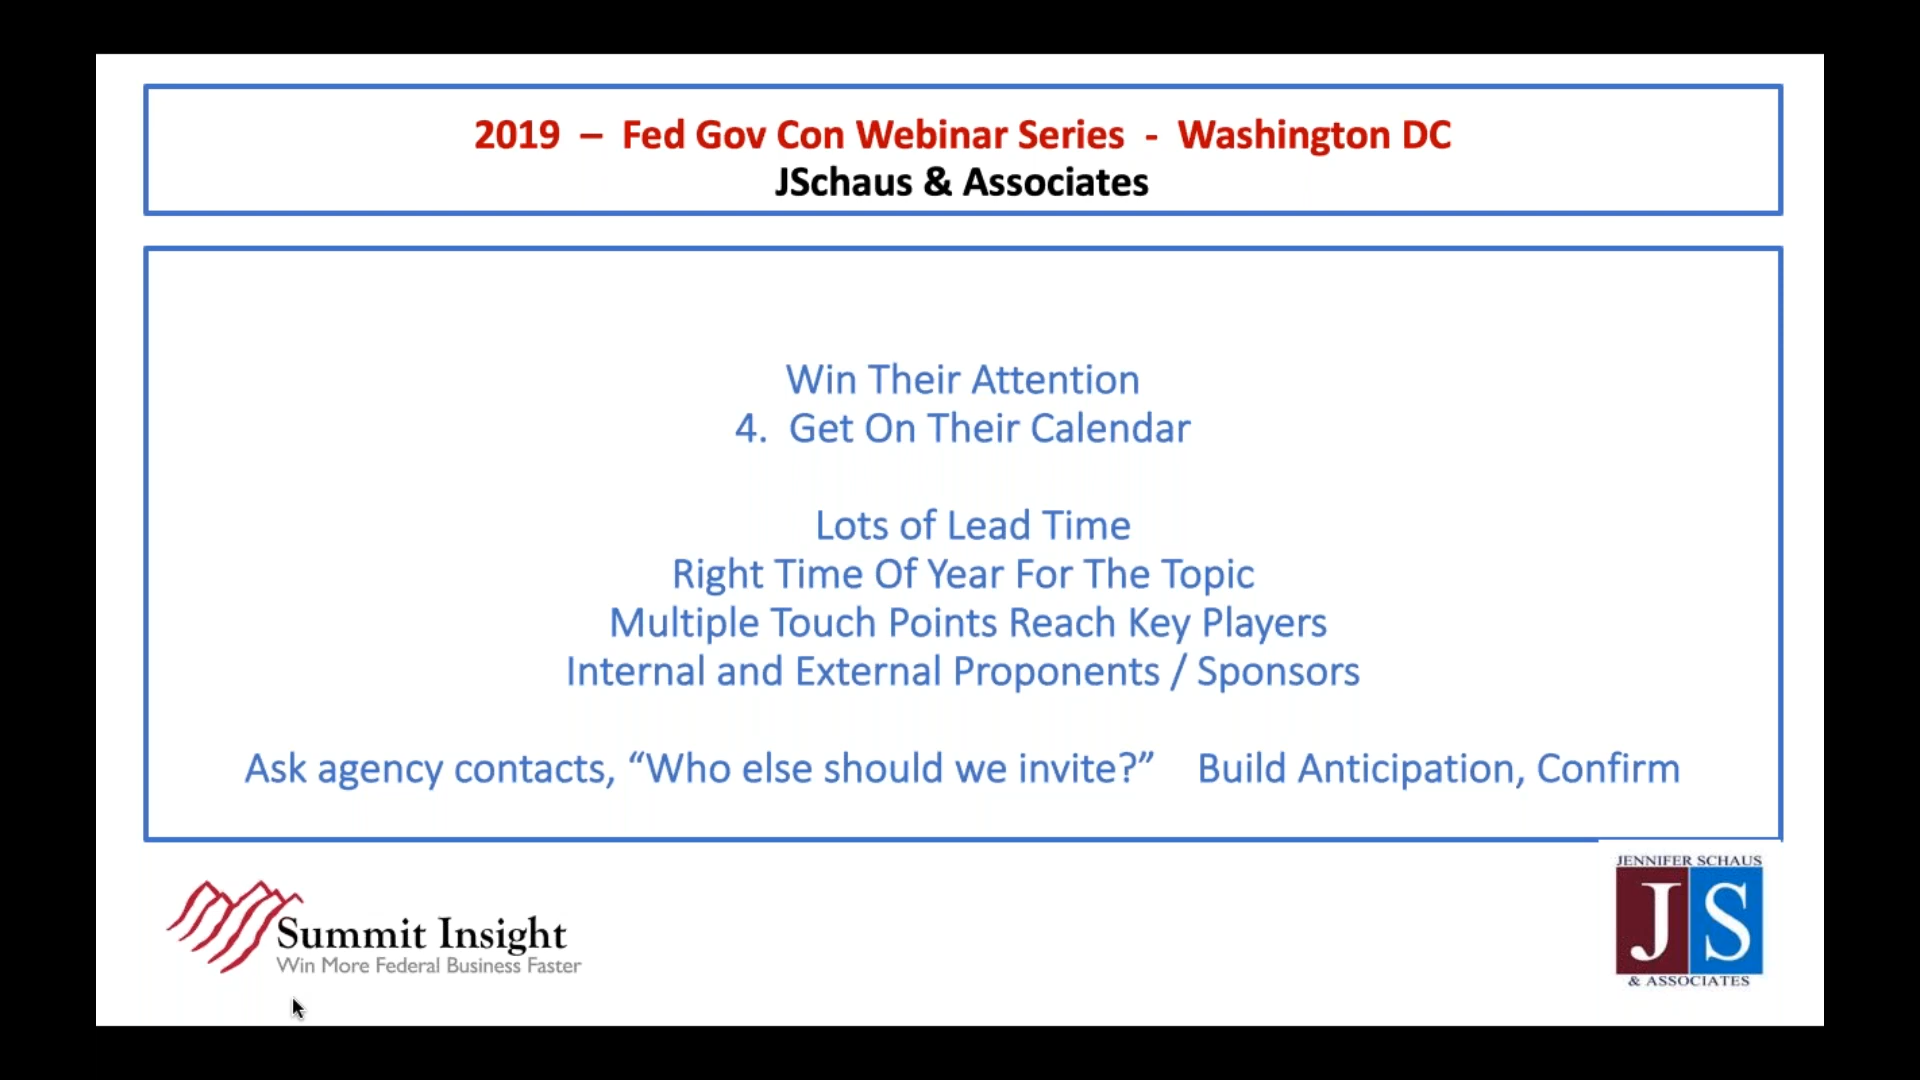 2019 – Fed Gov Con Webinar Series - Washington DC
JSchaus & Associates
Win Their Attention
4. Get On Their Calendar
Lots of Lead Time
Right Time Of Year For The Topic
Multiple Touch Points Reach Key Players
Internal and External Proponents / Sponsors
Ask agency contacts, “Who else should we invite?” Build Anticipation, Confirm
Summit Insight
Win More Federal Business Faster
JENNIFER SCHAUS
JS
& ASSOCIATES